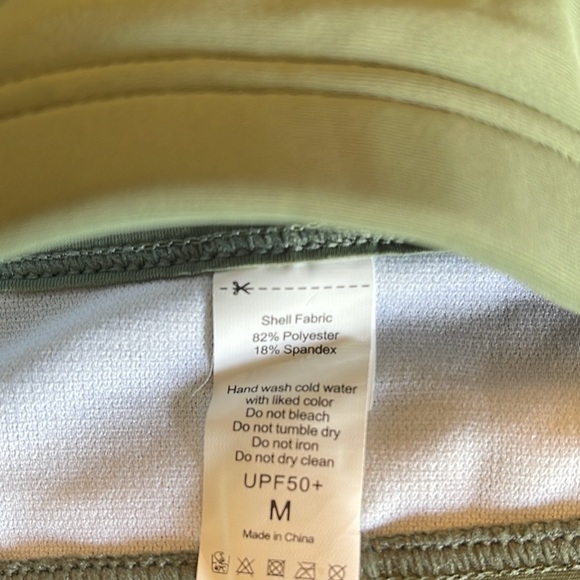 Shell Fabric
82% Polyester
18% Spandex
Hand wash cold water
with liked color
Do not bleach
Do not tumble dry
Do not iron
Do not dry clean
UPF50+
M
Made in China